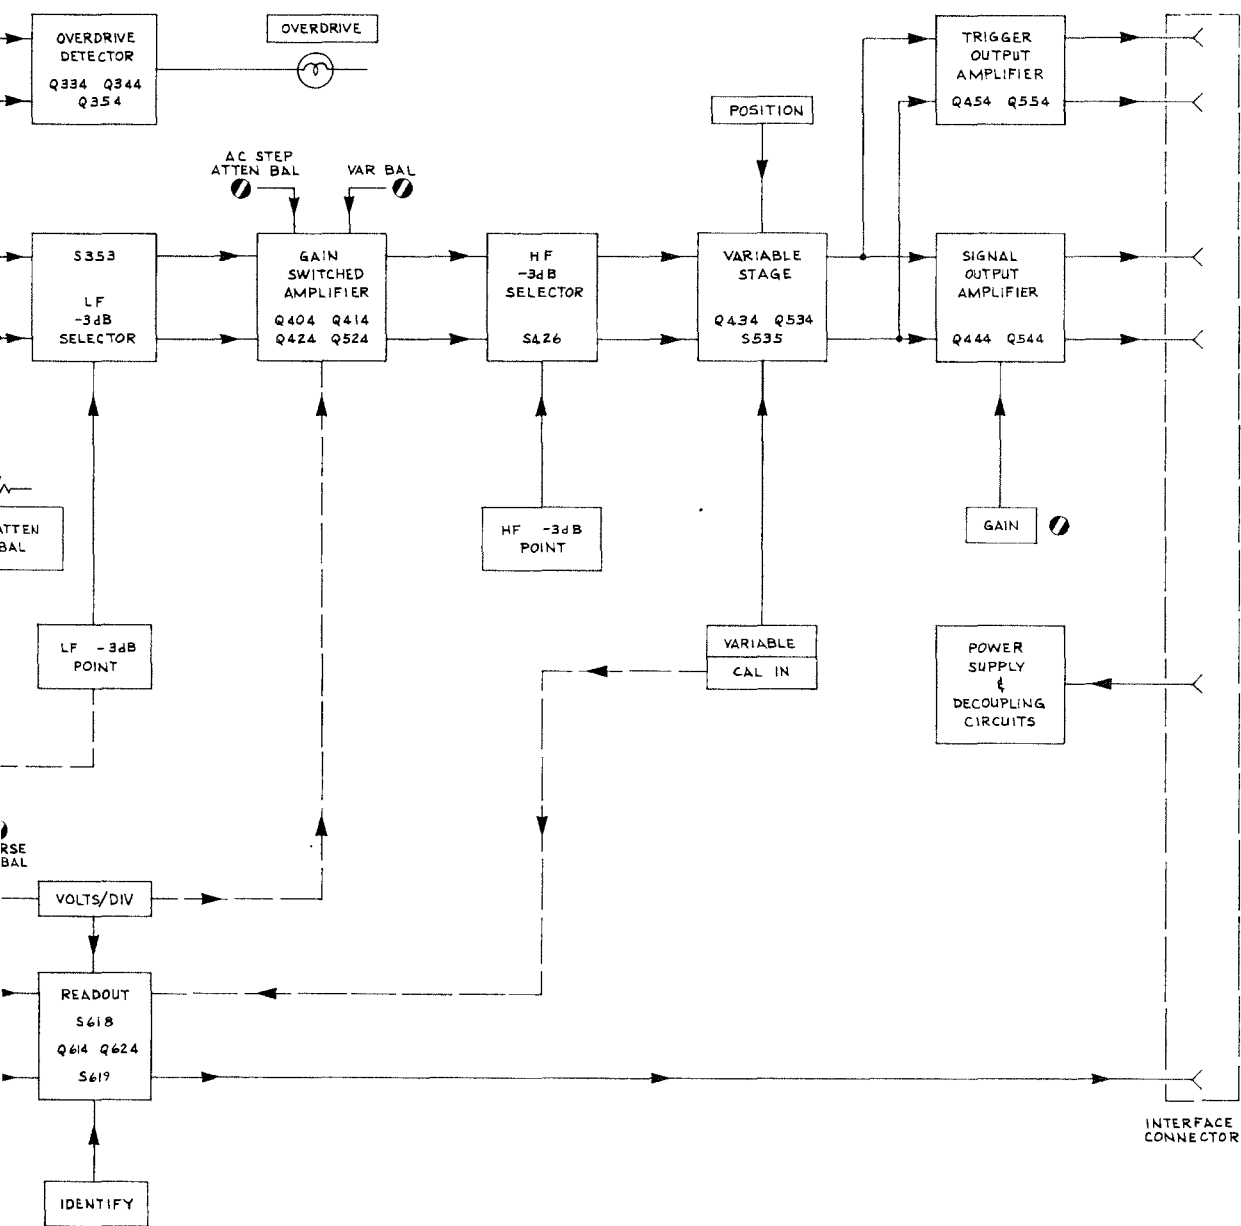 OVERDRIVE
DETECTOR
Q334 Q344
Q354
OVERDRIVE
TRIGGER
OUTPUT
AMPLIFIER
Q454 Q554
POSITION
AC STEP
ATTEN BAL
VAR BAL
S353
LF
-3dB
SELECTOR
GAIN
SWITCHED
AMPLIFIER
Q404 Q414
Q424 Q524
HF
-3dB
SELECTOR
S426
VARIABLE
STAGE
Q434 Q534
S535
SIGNAL
OUTPUT
AMPLIFIER
Q444 Q544
ATTEN
BAL
HF -3dB
POINT
GAIN
LF -3dB
POINT
VARIABLE
CAL IN
POWER
SUPPLY
&
DECOUPLING
CIRCUITS
RSE
BAL
VOLTS/DIV
READOUT
S618
Q614 Q624
S619
INTERFACE
CONNECTOR
IDENTIFY